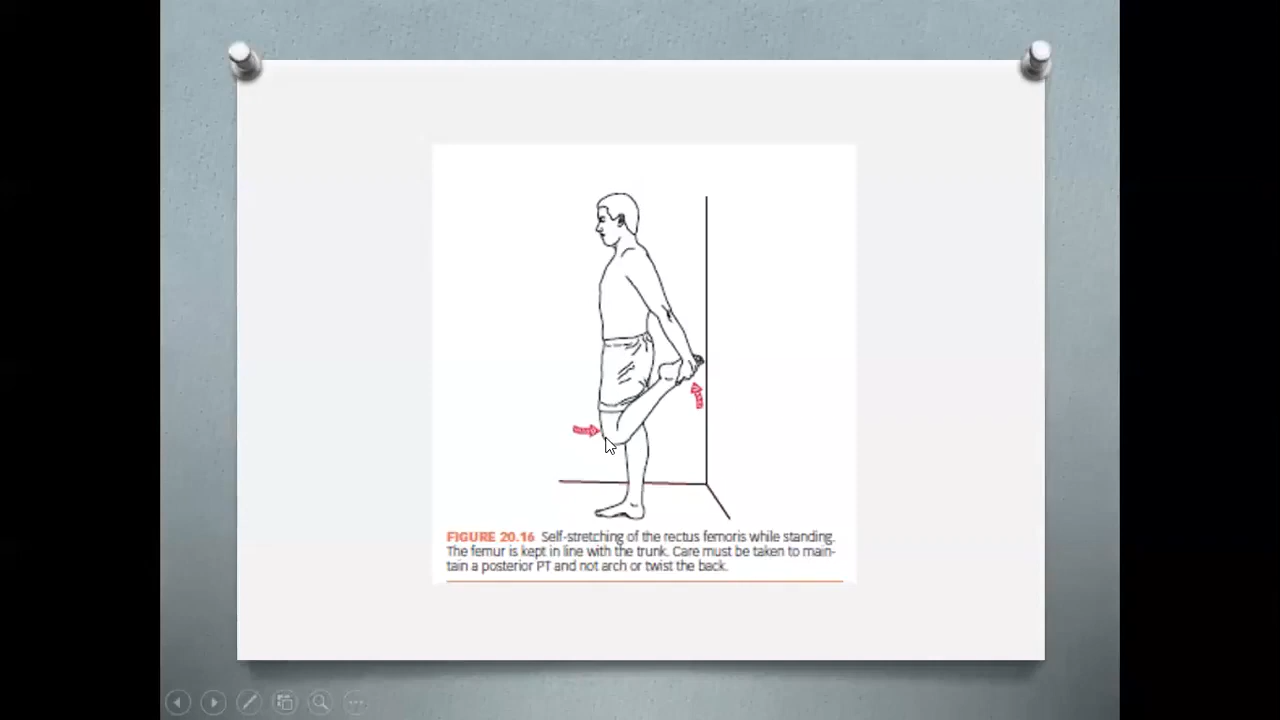 FIGURE 20.16 Self-stretching of the rectus femoris while standing.
The femur is kept in line with the trunk. Care must be taken to main-
tain a posterior PT and not arch or twist the back.